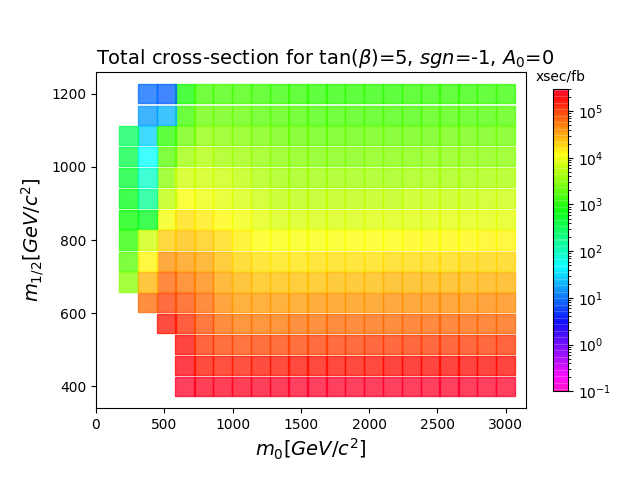 Total cross-section for tan(β)=5, sgn=-1, A₀=0
xsec/fb
10⁵
10⁴
10³
10²
10¹
10⁰
10⁻¹
1200
1000
800
600
400
m₁/₂[GeV/c²]
0 500 1000 1500 2000 2500 3000
m₀[GeV/c²]